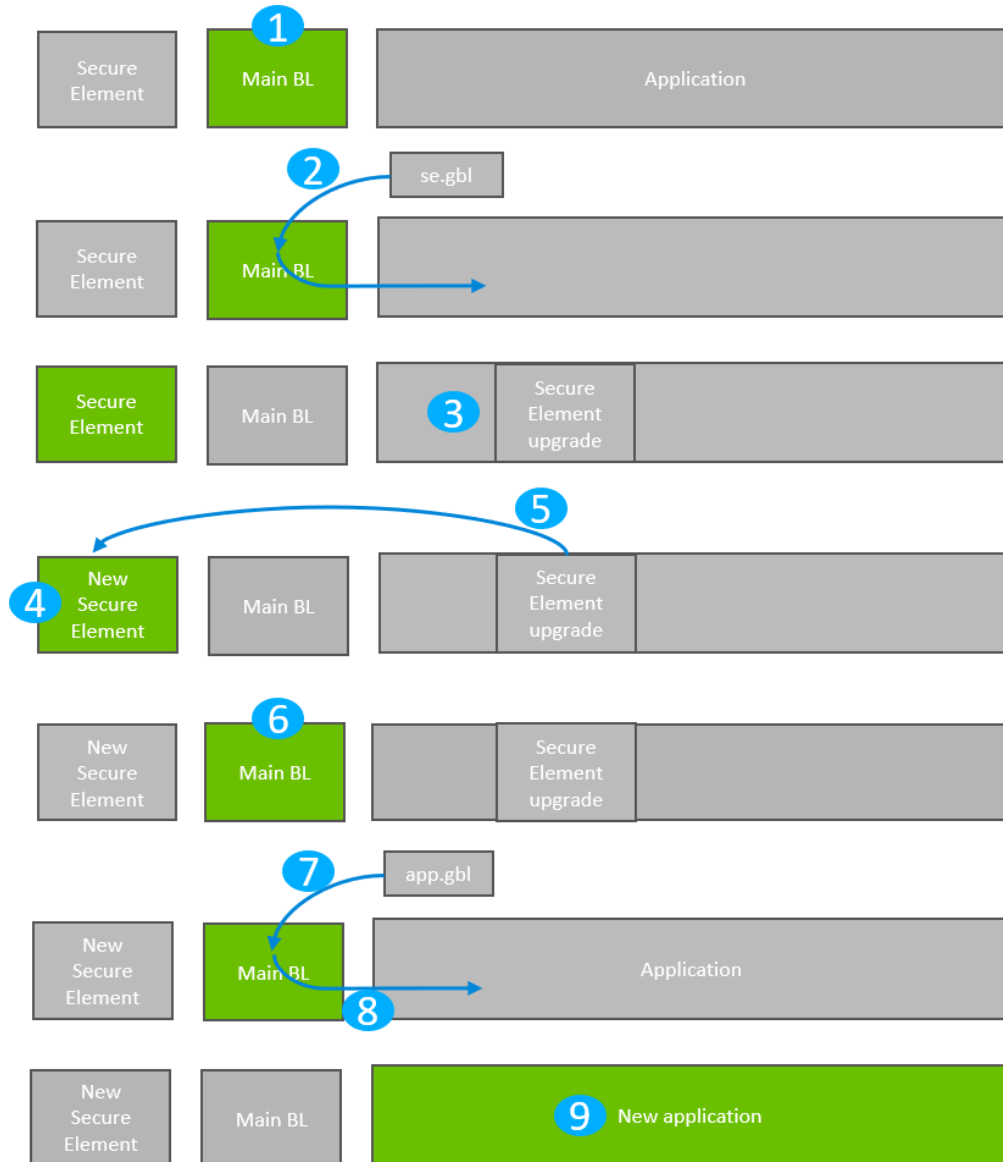 1
Secure
Element
Main BL
Application
2
se.gbl
Secure
Element
Main BL
Secure
Element
Main BL
3
Secure
Element
upgrade
5
4
New
Secure
Element
Main BL
Secure
Element
upgrade
6
New
Secure
Element
Main BL
Secure
Element
upgrade
7
app.gbl
New
Secure
Element
Main BL
Application
8
New
Secure
Element
Main BL
9
New application